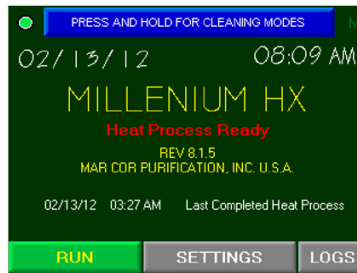 PRESS AND HOLD FOR CLEANING MODES
02/13/12 08:09 AM
MILLENIUM HX
Heat Process Ready
REV 8.1.5
MAR COR PURIFICATION, INC. U.S.A.
02/13/12 03:27 AM Last Completed Heat Process
RUN SETTINGS LOGS